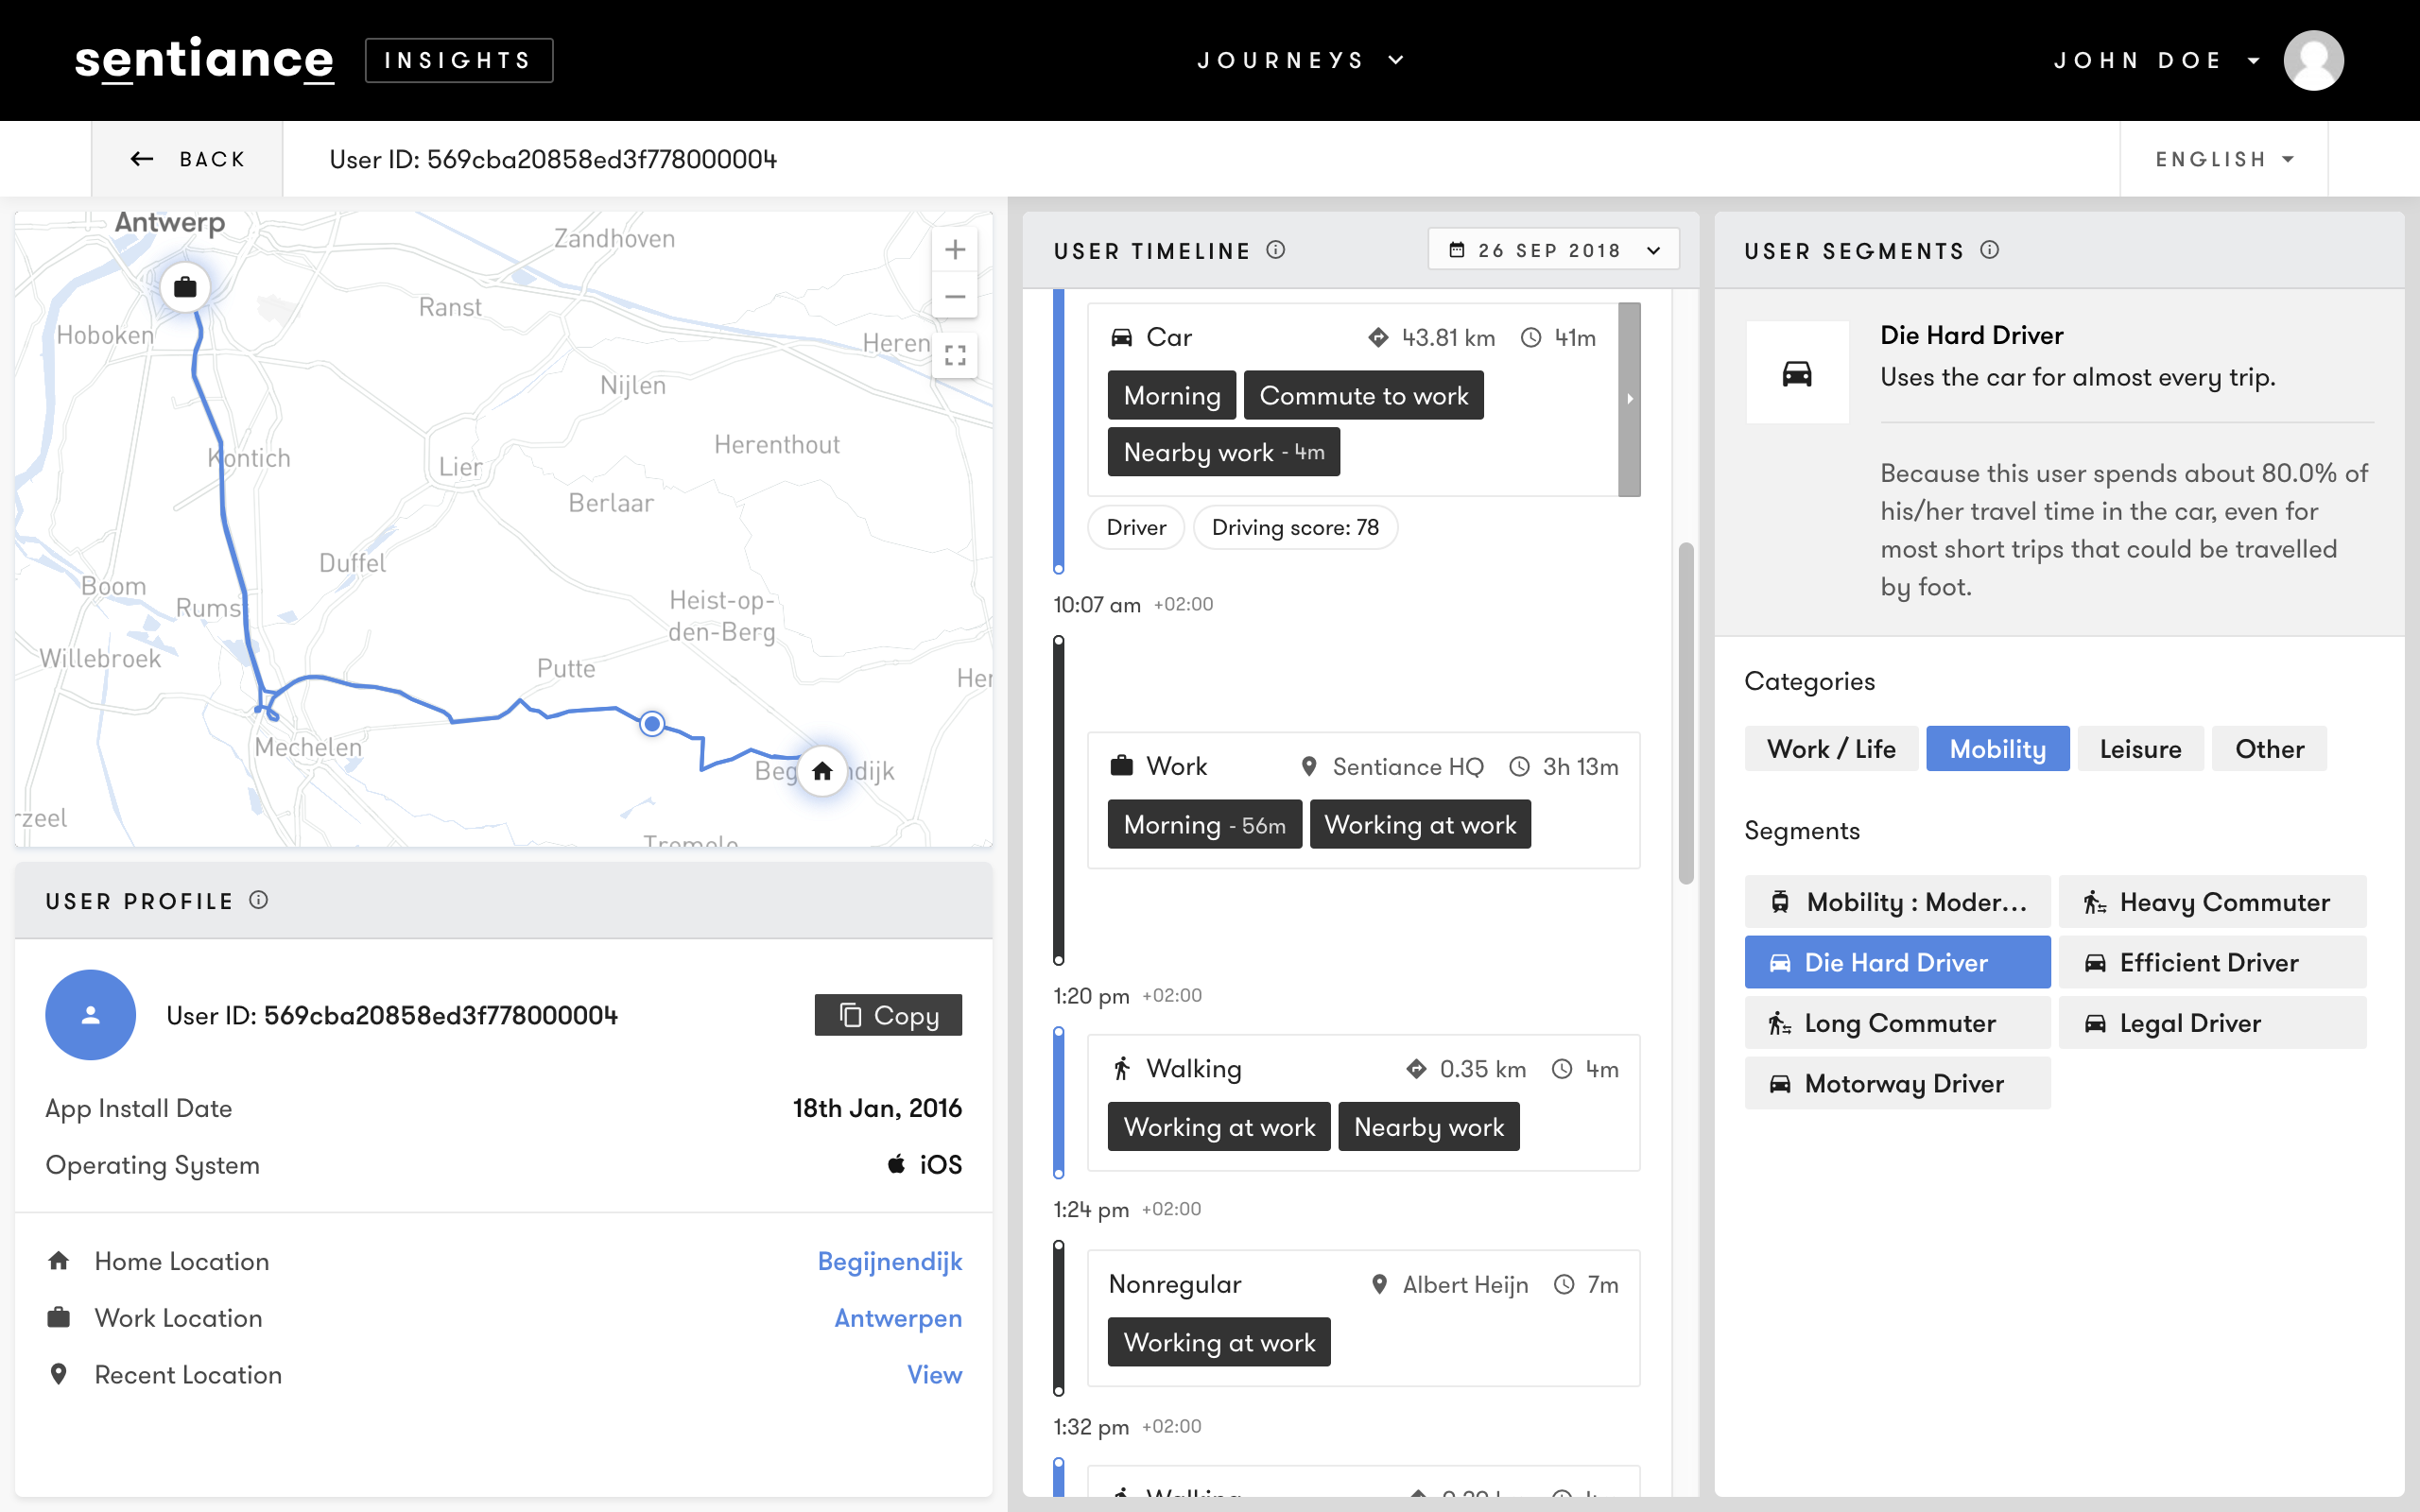 sentiance INSIGHTS
JOURNEYS
JOHN DOE
BACK
User ID: 569cba20858ed3f77800004
ENGLISH
Antwerp
Zandhoven
Ranst
Hoboken
Heren
Nijlen
Kontich
Herenthout
Lier
Berlaar
Duffel
Boom
Rums
Heist-op-
den-Berg
Willebroek
Putte
Her
Mechelen
Beg ndijk
rzeel
Tremelo
USER PROFILE
User ID: 569cba20858ed3f77800004
Copy
App Install Date
18th Jan, 2016
Operating System
iOS
Home Location
Begijnendijk
Work Location
Antwerpen
Recent Location
View
USER TIMELINE
26 SEP 2018
Car
43.81 km
41m
Morning
Commute to work
Nearby work - 4m
Driver
Driving score: 78
10:07 am +02:00
Work
Sentiance HQ
3h 13m
Morning - 56m
Working at work
1:20 pm +02:00
Walking
0.35 km
4m
Working at work
Nearby work
1:24 pm +02:00
Nonregular
Albert Heijn
7m
Working at work
1:32 pm +02:00
Walking
USER SEGMENTS
Die Hard Driver
Uses the car for almost every trip.
Because this user spends about 80.0% of
his/her travel time in the car, even for
most short trips that could be travelled
by foot.
Categories
Work / Life
Mobility
Leisure
Other
Segments
Mobility : Moder...
Heavy Commuter
Die Hard Driver
Efficient Driver
Long Commuter
Legal Driver
Motorway Driver